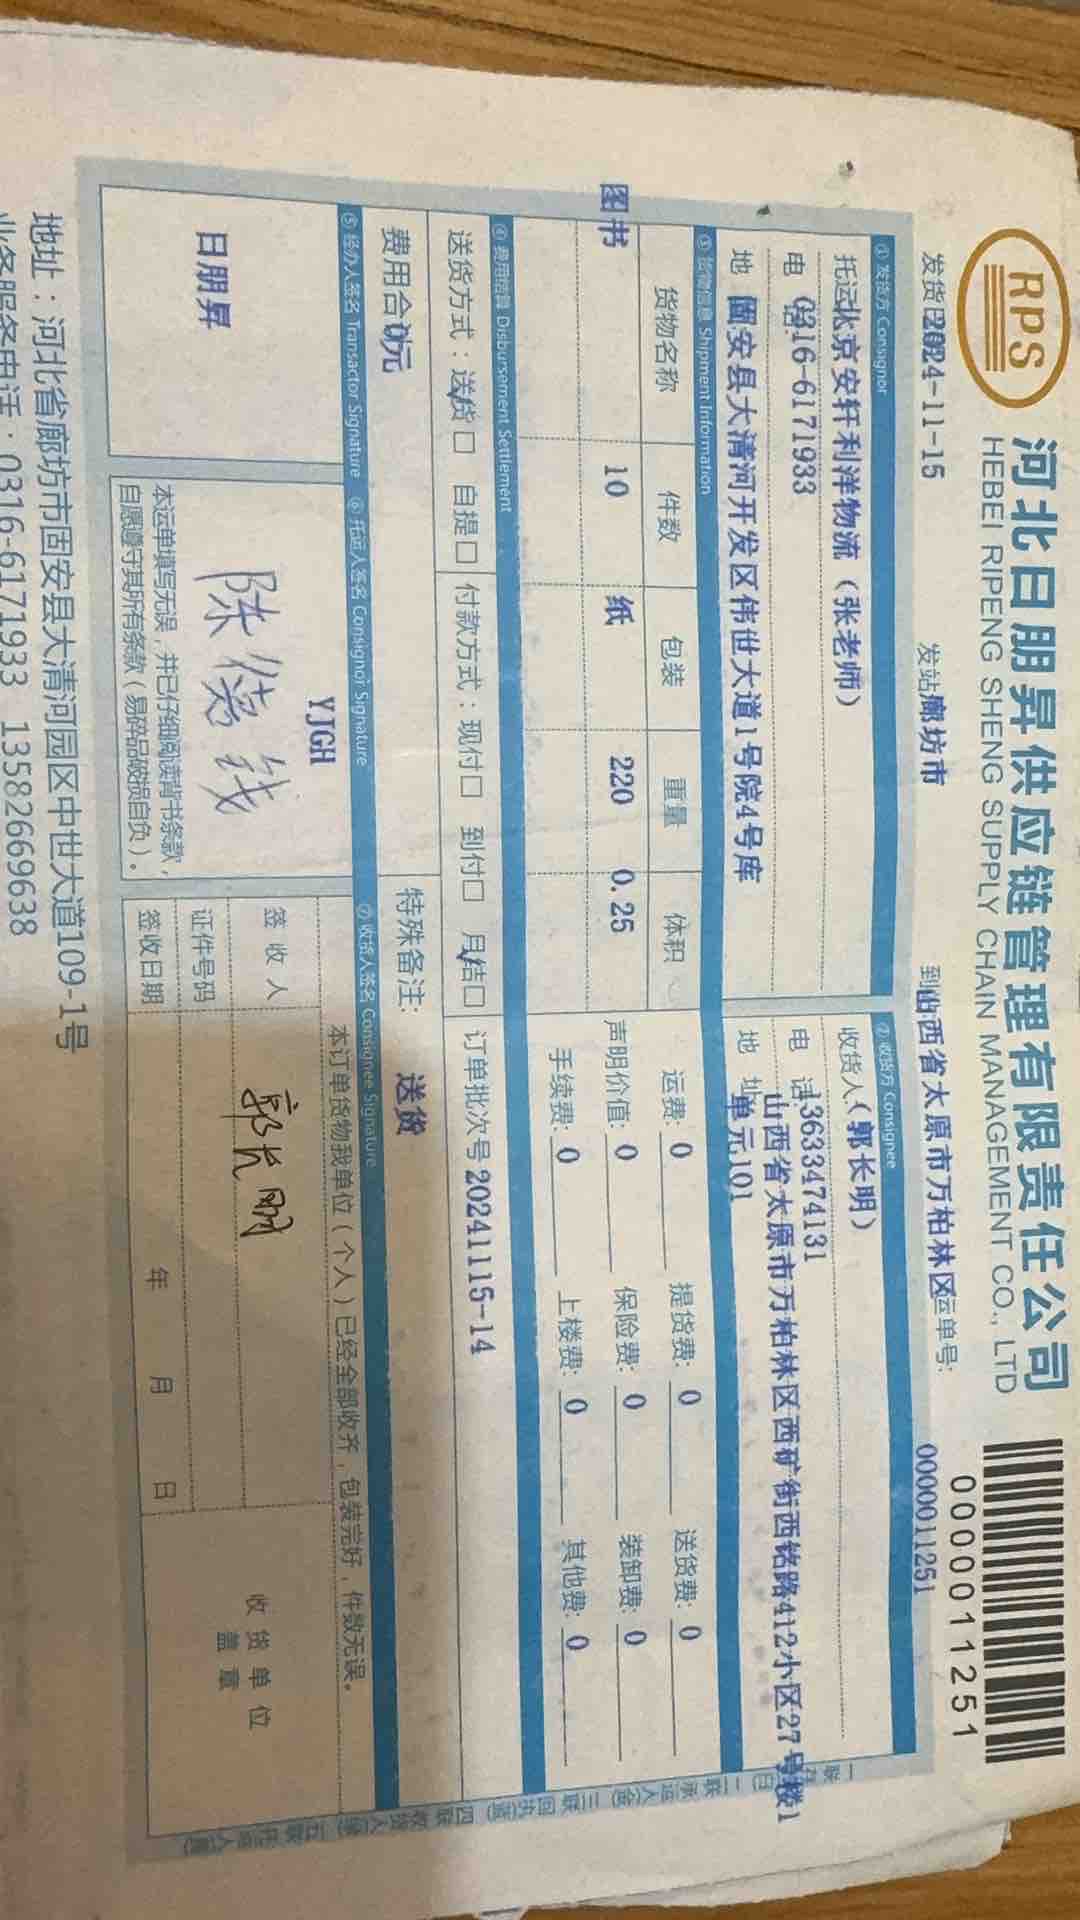 RPS
河北日朋昇供应链管理有限责任公司
HEBEI RIPENG SHENG SUPPLY CHAIN MANAGEMENT CO., LTD
0000011251
发货日2024-11-15 发站廊坊市 到山西省太原市万柏林区运单号: 0000011251
① 发货方 Consignor
② 收货方 Consignee
托运北京安轩利洋物流（张老师）
收货人:（郭长明）
电 话0316-6171933
电 话13633474131
地 固安县大清河开发区伟世大道1号院4号库
地 址山西省太原市万柏林区西矿街西铭路412小区27号楼1
单元101
③ 货物信息 Shipment Information
货物名称 件数 包装 重量 体积
图书 10 纸 220 0.25
运费: 0 提货费: 0 送货费: 0
声明价值: 0 保险费: 0 装卸费: 0
手续费: 0 上楼费: 0 其他费: 0
④ 费用结算 Disbursement Settlement
送货方式：送货□ 自提□ 付款方式：现付□ 到付□ 月结□ 订单批次号20241115-14
费用合0元
特殊备注: 送货
⑤ 经办人签名 Transactor Signature ⑥ 托运人签名 Consignor Signature
⑦ 收货人签名 Consignee Signature
日朋昇
YJGH
本运单填写无误，并已仔细阅读背书条款，
自愿遵守其所有条款（易碎品破损自负）。
本订单货物我单位（个人）已经全部收齐，包装完好，件数无误。
签 收 人 郭长明
证件号码
签收日期 年 月 日
收货单位
盖 章
地址：河北省廊坊市固安县大清河园区中世大道109-1号
业务服务电话：0316-6171933 13582669638